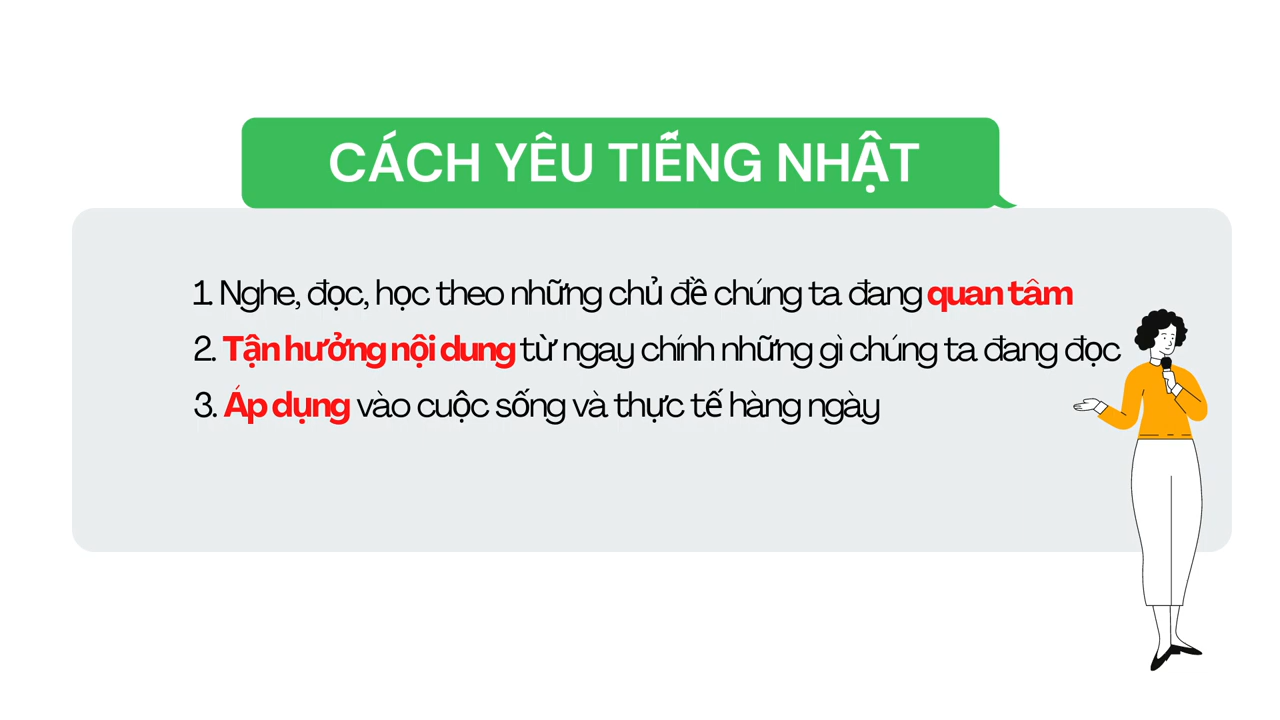 CÁCH YÊU TIẾNG NHẬT
1. Nghe, đọc, học theo những chủ đề chúng ta đang quan tâm
2. Tận hưởng nội dung từ ngay chính những gì chúng ta đang đọc
3. Áp dụng vào cuộc sống và thực tế hàng ngày